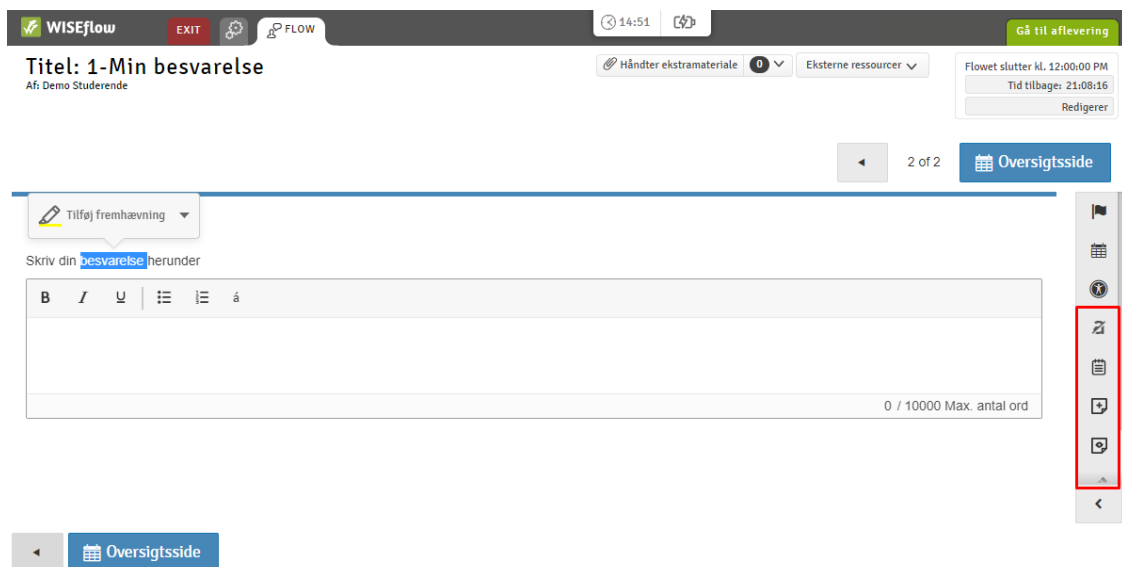 WISEflow
EXIT
FLOW
14:51
Gå til aflevering
Titel: 1-Min besvarelse
Af: Demo Studerende
Håndter ekstramateriale 0
Eksterne ressourcer
Flowet slutter kl. 12:00:00 PM
Tid tilbage: 21:08:16
Redigerer
2 of 2
Oversigtsside
Tilføj fremhævning
Skriv din besvarelse herunder
B I U á
0 / 10000 Max. antal ord
Oversigtsside